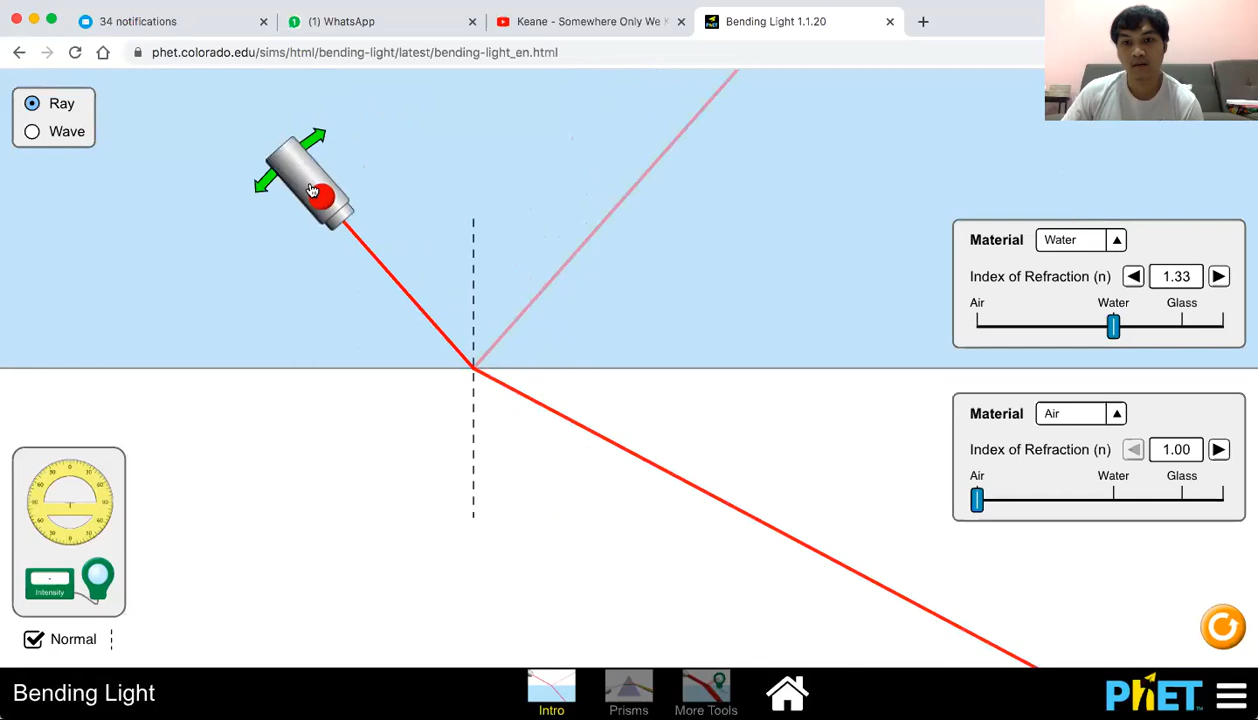 34 notifications
(1) WhatsApp
Keane - Somewhere Only We K
Bending Light 1.1.20
phet.colorado.edu/sims/html/bending-light/latest/bending-light_en.html
Ray
Wave
Material Water
Index of Refraction (n) 1.33
Air Water Glass
Material Air
Index of Refraction (n) 1.00
Air Water Glass
Intensity
Normal
Bending Light
Intro
Prisms
More Tools
PhET